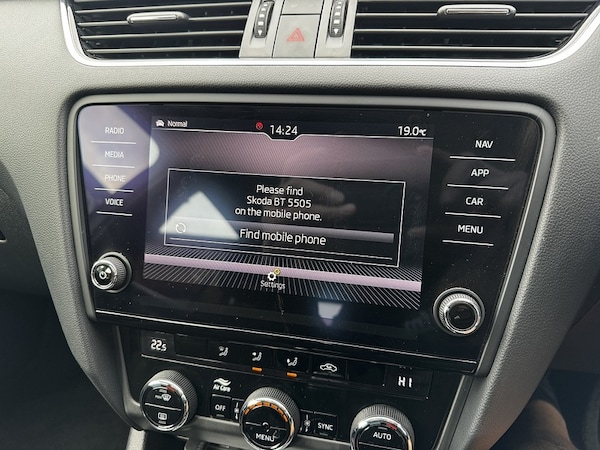 RADIO
MEDIA
PHONE
VOICE
Normal
14:24
19.0°C
Please find
Skoda BT 5505
on the mobile phone.
Find mobile phone
Settings
NAV
APP
CAR
MENU
22.5
HI
Air Care
OFF
MENU
SYNC
AUTO